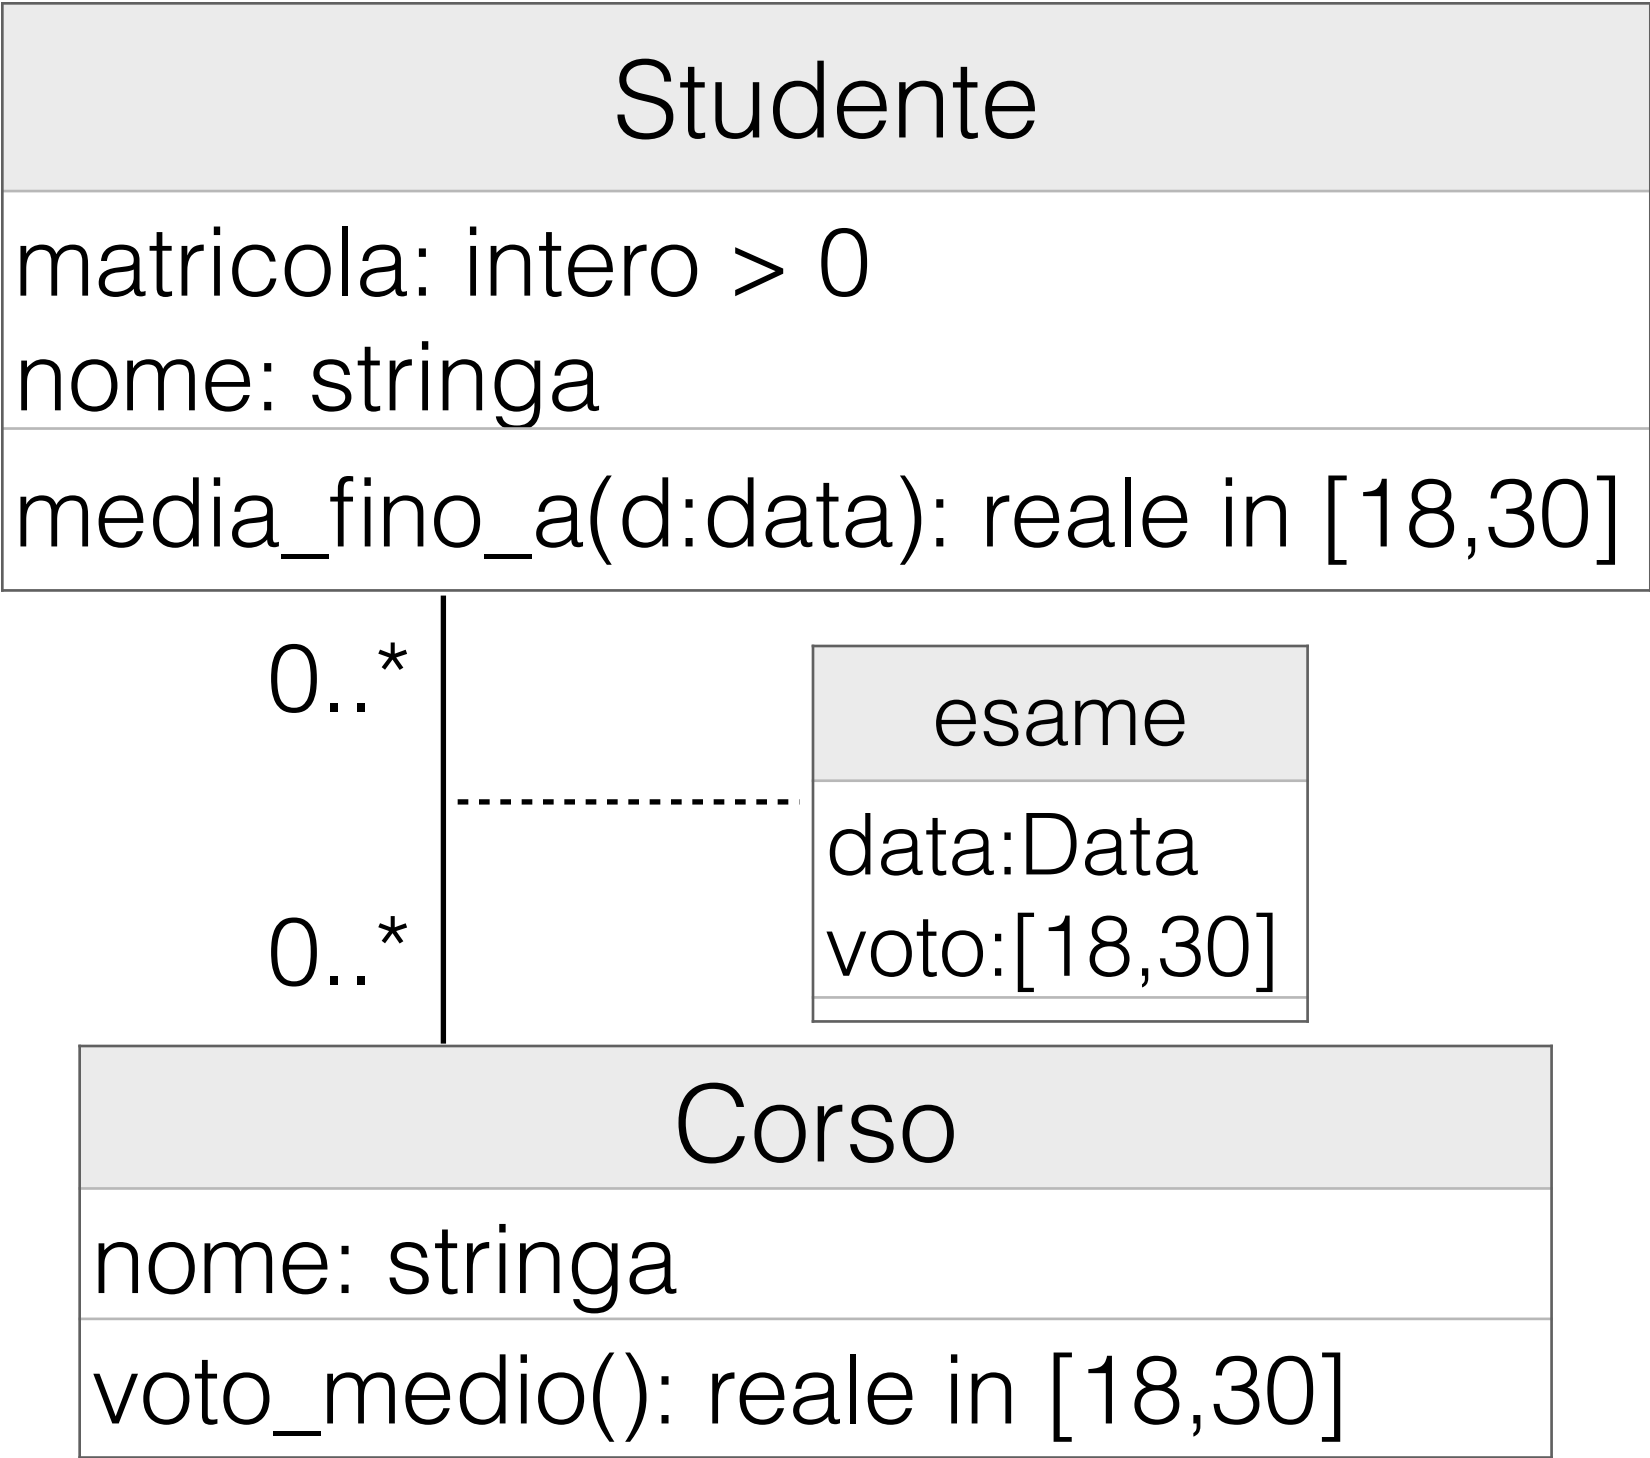 Studente
matricola: intero > 0
nome: stringa
media_fino_a(d:data): reale in [18,30]
0..*
esame
data:Data
voto:[18,30]
0..*
Corso
nome: stringa
voto_medio(): reale in [18,30]